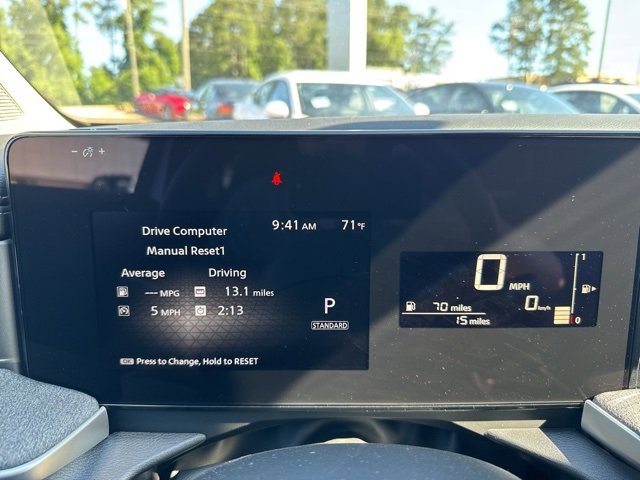 - +
9:41 AM 71°F
Drive Computer
Manual Reset1
Average Driving
--- MPG 13.1 miles
5 MPH 2:13
P
STANDARD
OK Press to Change, Hold to RESET
0 MPH
0 km/h
70 miles
15 miles
1
0